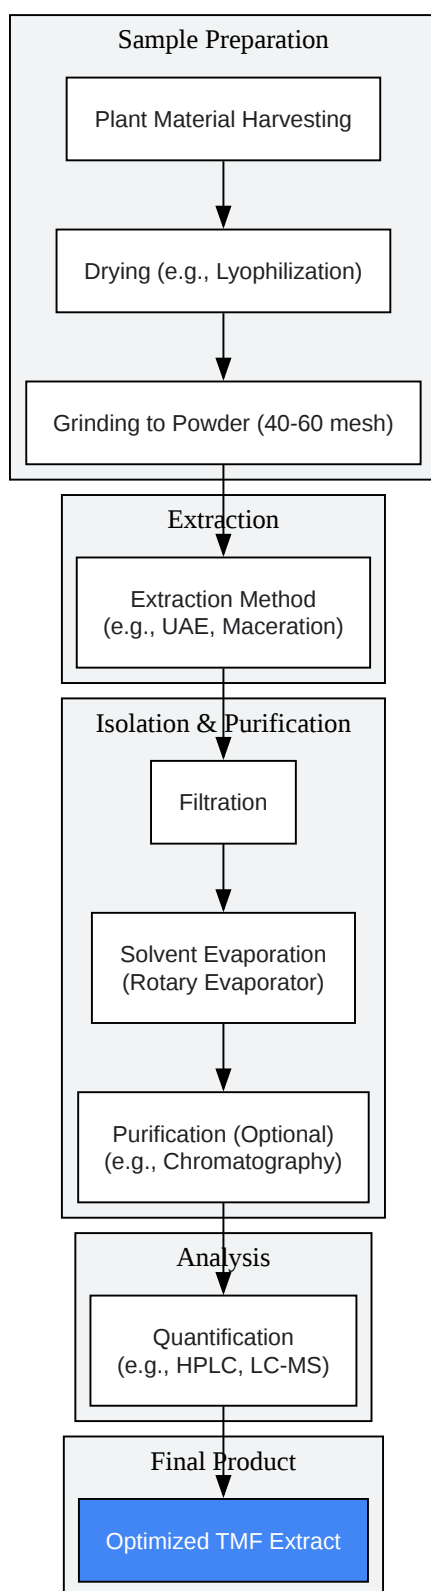 Sample Preparation
Plant Material Harvesting
Drying (e.g., Lyophilization)
Grinding to Powder (40-60 mesh)
Extraction
Extraction Method
(e.g., UAE, Maceration)
Isolation & Purification
Filtration
Solvent Evaporation
(Rotary Evaporator)
Purification (Optional)
(e.g., Chromatography)
Analysis
Quantification
(e.g., HPLC, LC-MS)
Final Product
Optimized TMF Extract